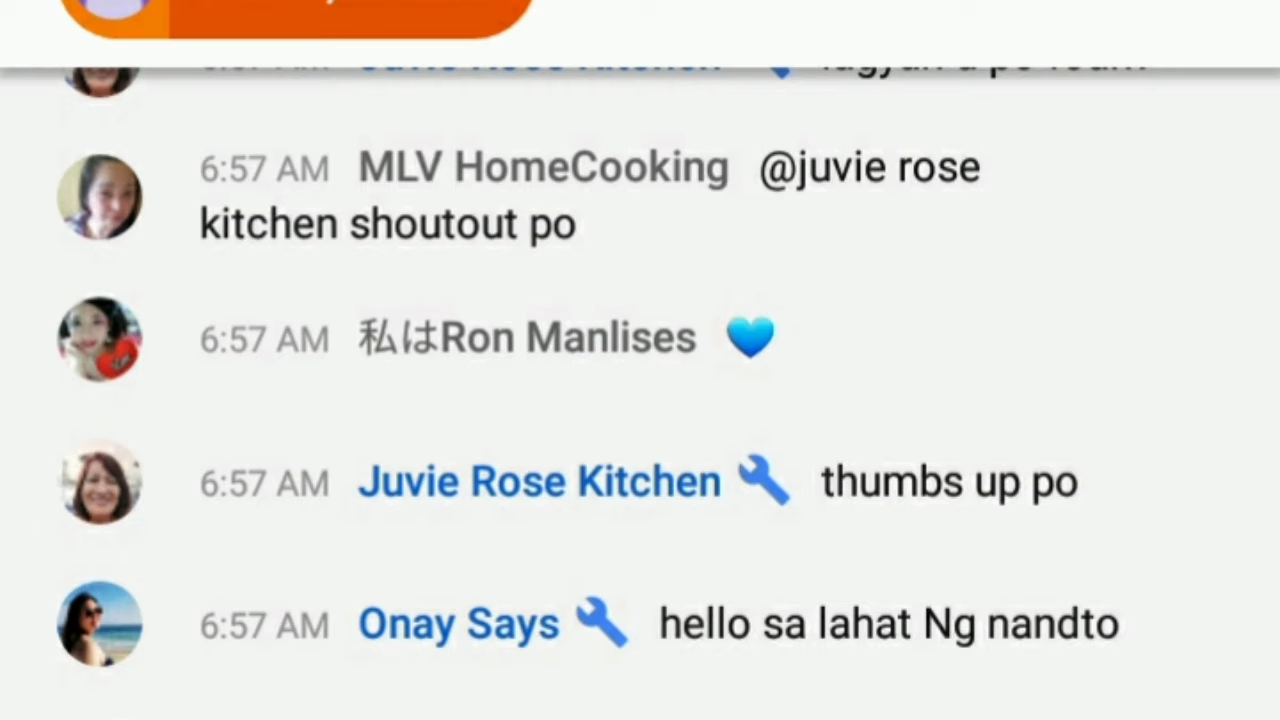 6:57 AM MLV HomeCooking @juvie rose
kitchen shoutout po
6:57 AM 私はRon Manlises 💙
6:57 AM Juvie Rose Kitchen 🔧 thumbs up po
6:57 AM Onay Says 🔧 hello sa lahat Ng nandto